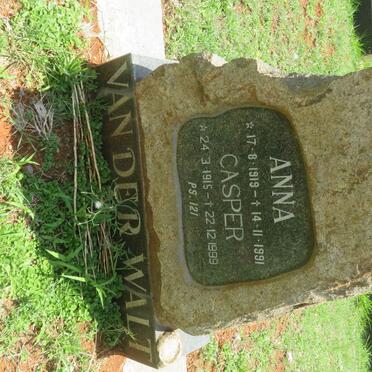 ANNA
☆ 17·8·1919 - † 14·11·1991
CASPER
☆ 24·3·1915 - † 22·12·1999
PS. 121
VAN DER WALT